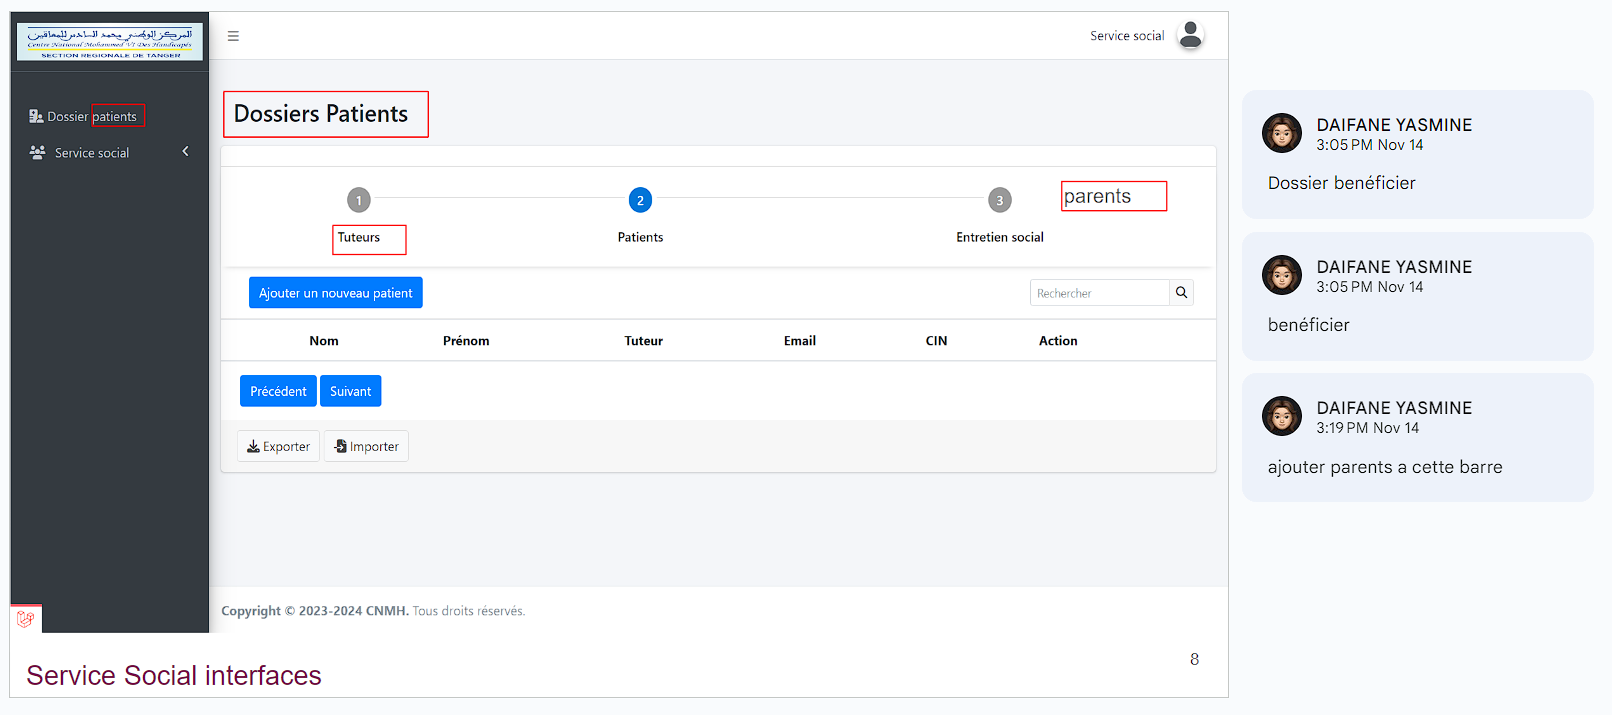 المركز الوطني محمد السادس للمعاقين
Centre National Mohammed VI Des Handicapés
SECTION REGIONALE DE TANGER
Service social
Dossier patients
Service social
Dossiers Patients
1
2
3
parents
Tuteurs
Patients
Entretien social
Ajouter un nouveau patient
Rechercher
Nom Prénom Tuteur Email CIN Action
Précédent Suivant
Exporter Importer
Copyright © 2023-2024 CNMH. Tous droits réservés.
Service Social interfaces
8
DAIFANE YASMINE
3:05 PM Nov 14
Dossier benéficier
DAIFANE YASMINE
3:05 PM Nov 14
benéficier
DAIFANE YASMINE
3:19 PM Nov 14
ajouter parents a cette barre